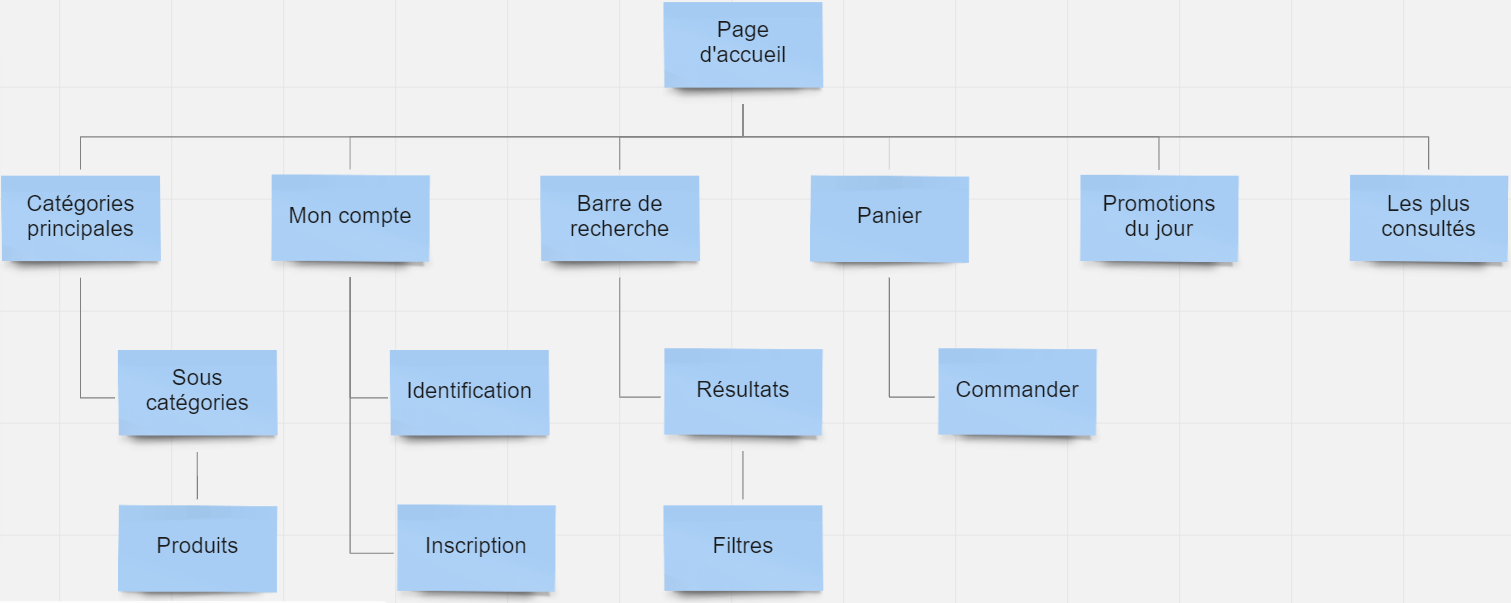 Page
d'accueil
Catégories
principales
Mon compte
Barre de
recherche
Panier
Promotions
du jour
Les plus
consultés
Sous
catégories
Identification
Résultats
Commander
Produits
Inscription
Filtres